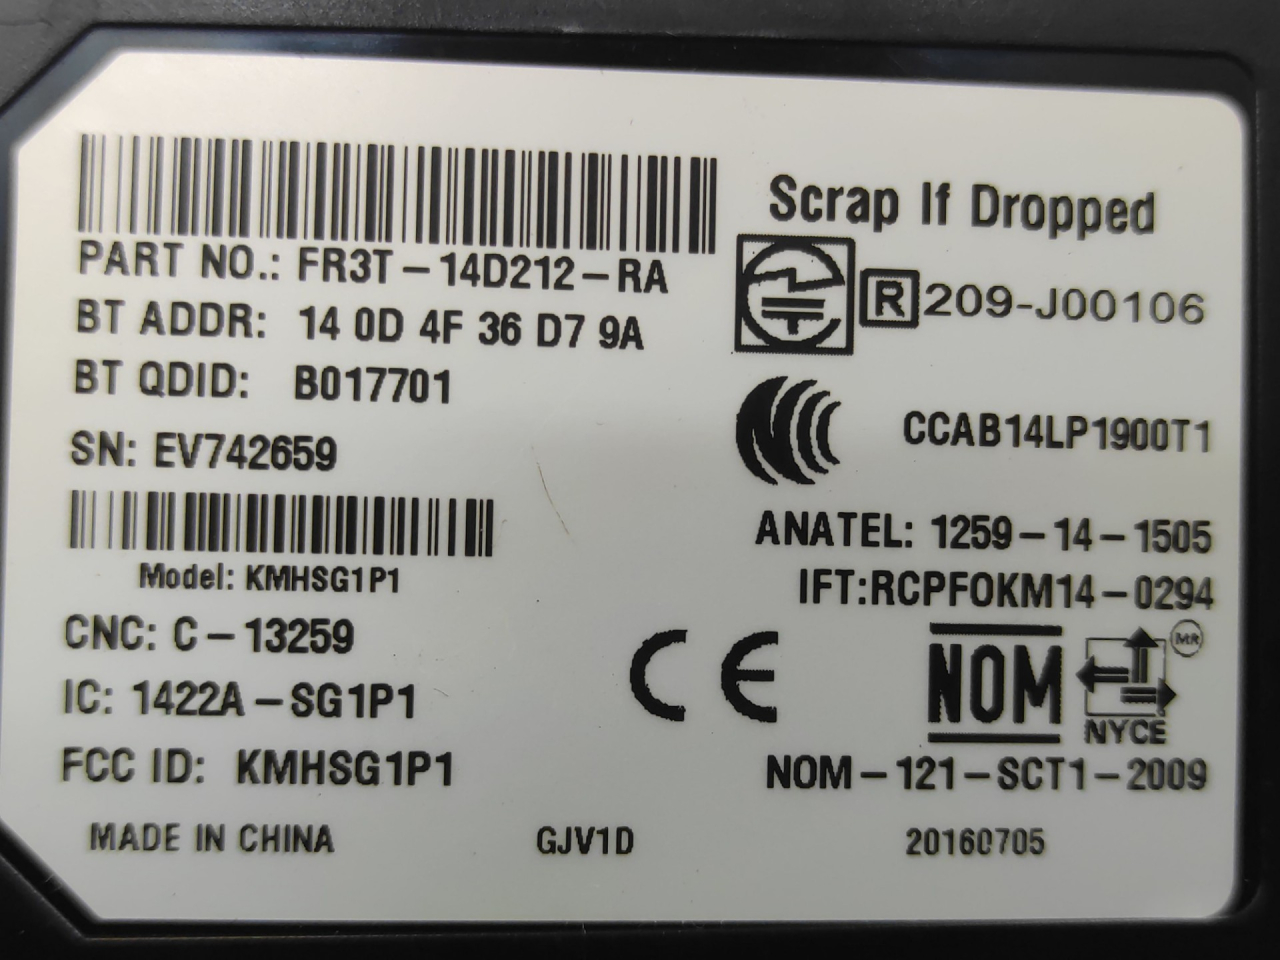 Scrap If Dropped
PART NO.: FR3T-14D212-RA
R 209-J00106
BT ADDR: 14 0D 4F 36 D7 9A
BT QDID: B017701
CCAB14LP1900T1
SN: EV742659
ANATEL: 1259-14-1505
Model: KMHSG1P1
IFT:RCPFOKM14-0294
CNC: C-13259
CE
NOM
MR
NYCE
IC: 1422A-SG1P1
FCC ID: KMHSG1P1
NOM-121-SCT1-2009
MADE IN CHINA
GJV1D
20160705